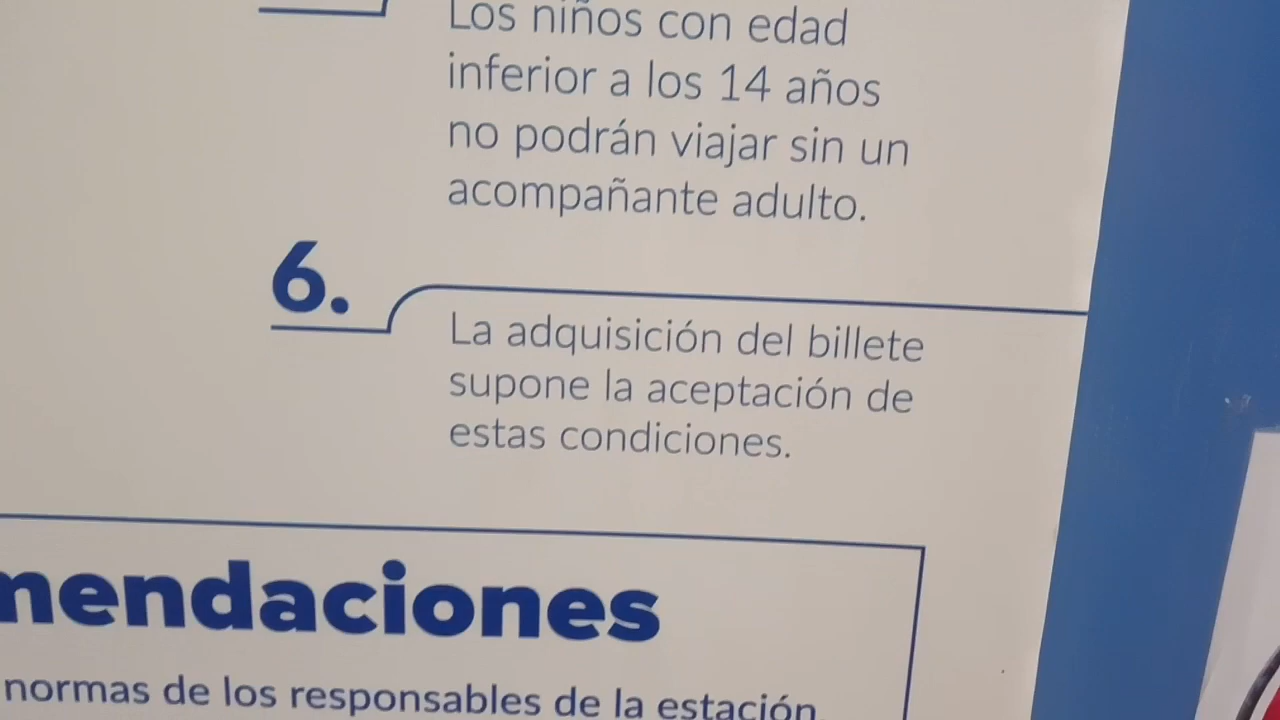 Los niños con edad
inferior a los 14 años
no podrán viajar sin un
acompañante adulto.
6.
La adquisición del billete
supone la aceptación de
estas condiciones.
mendaciones
normas de los responsables de la estación